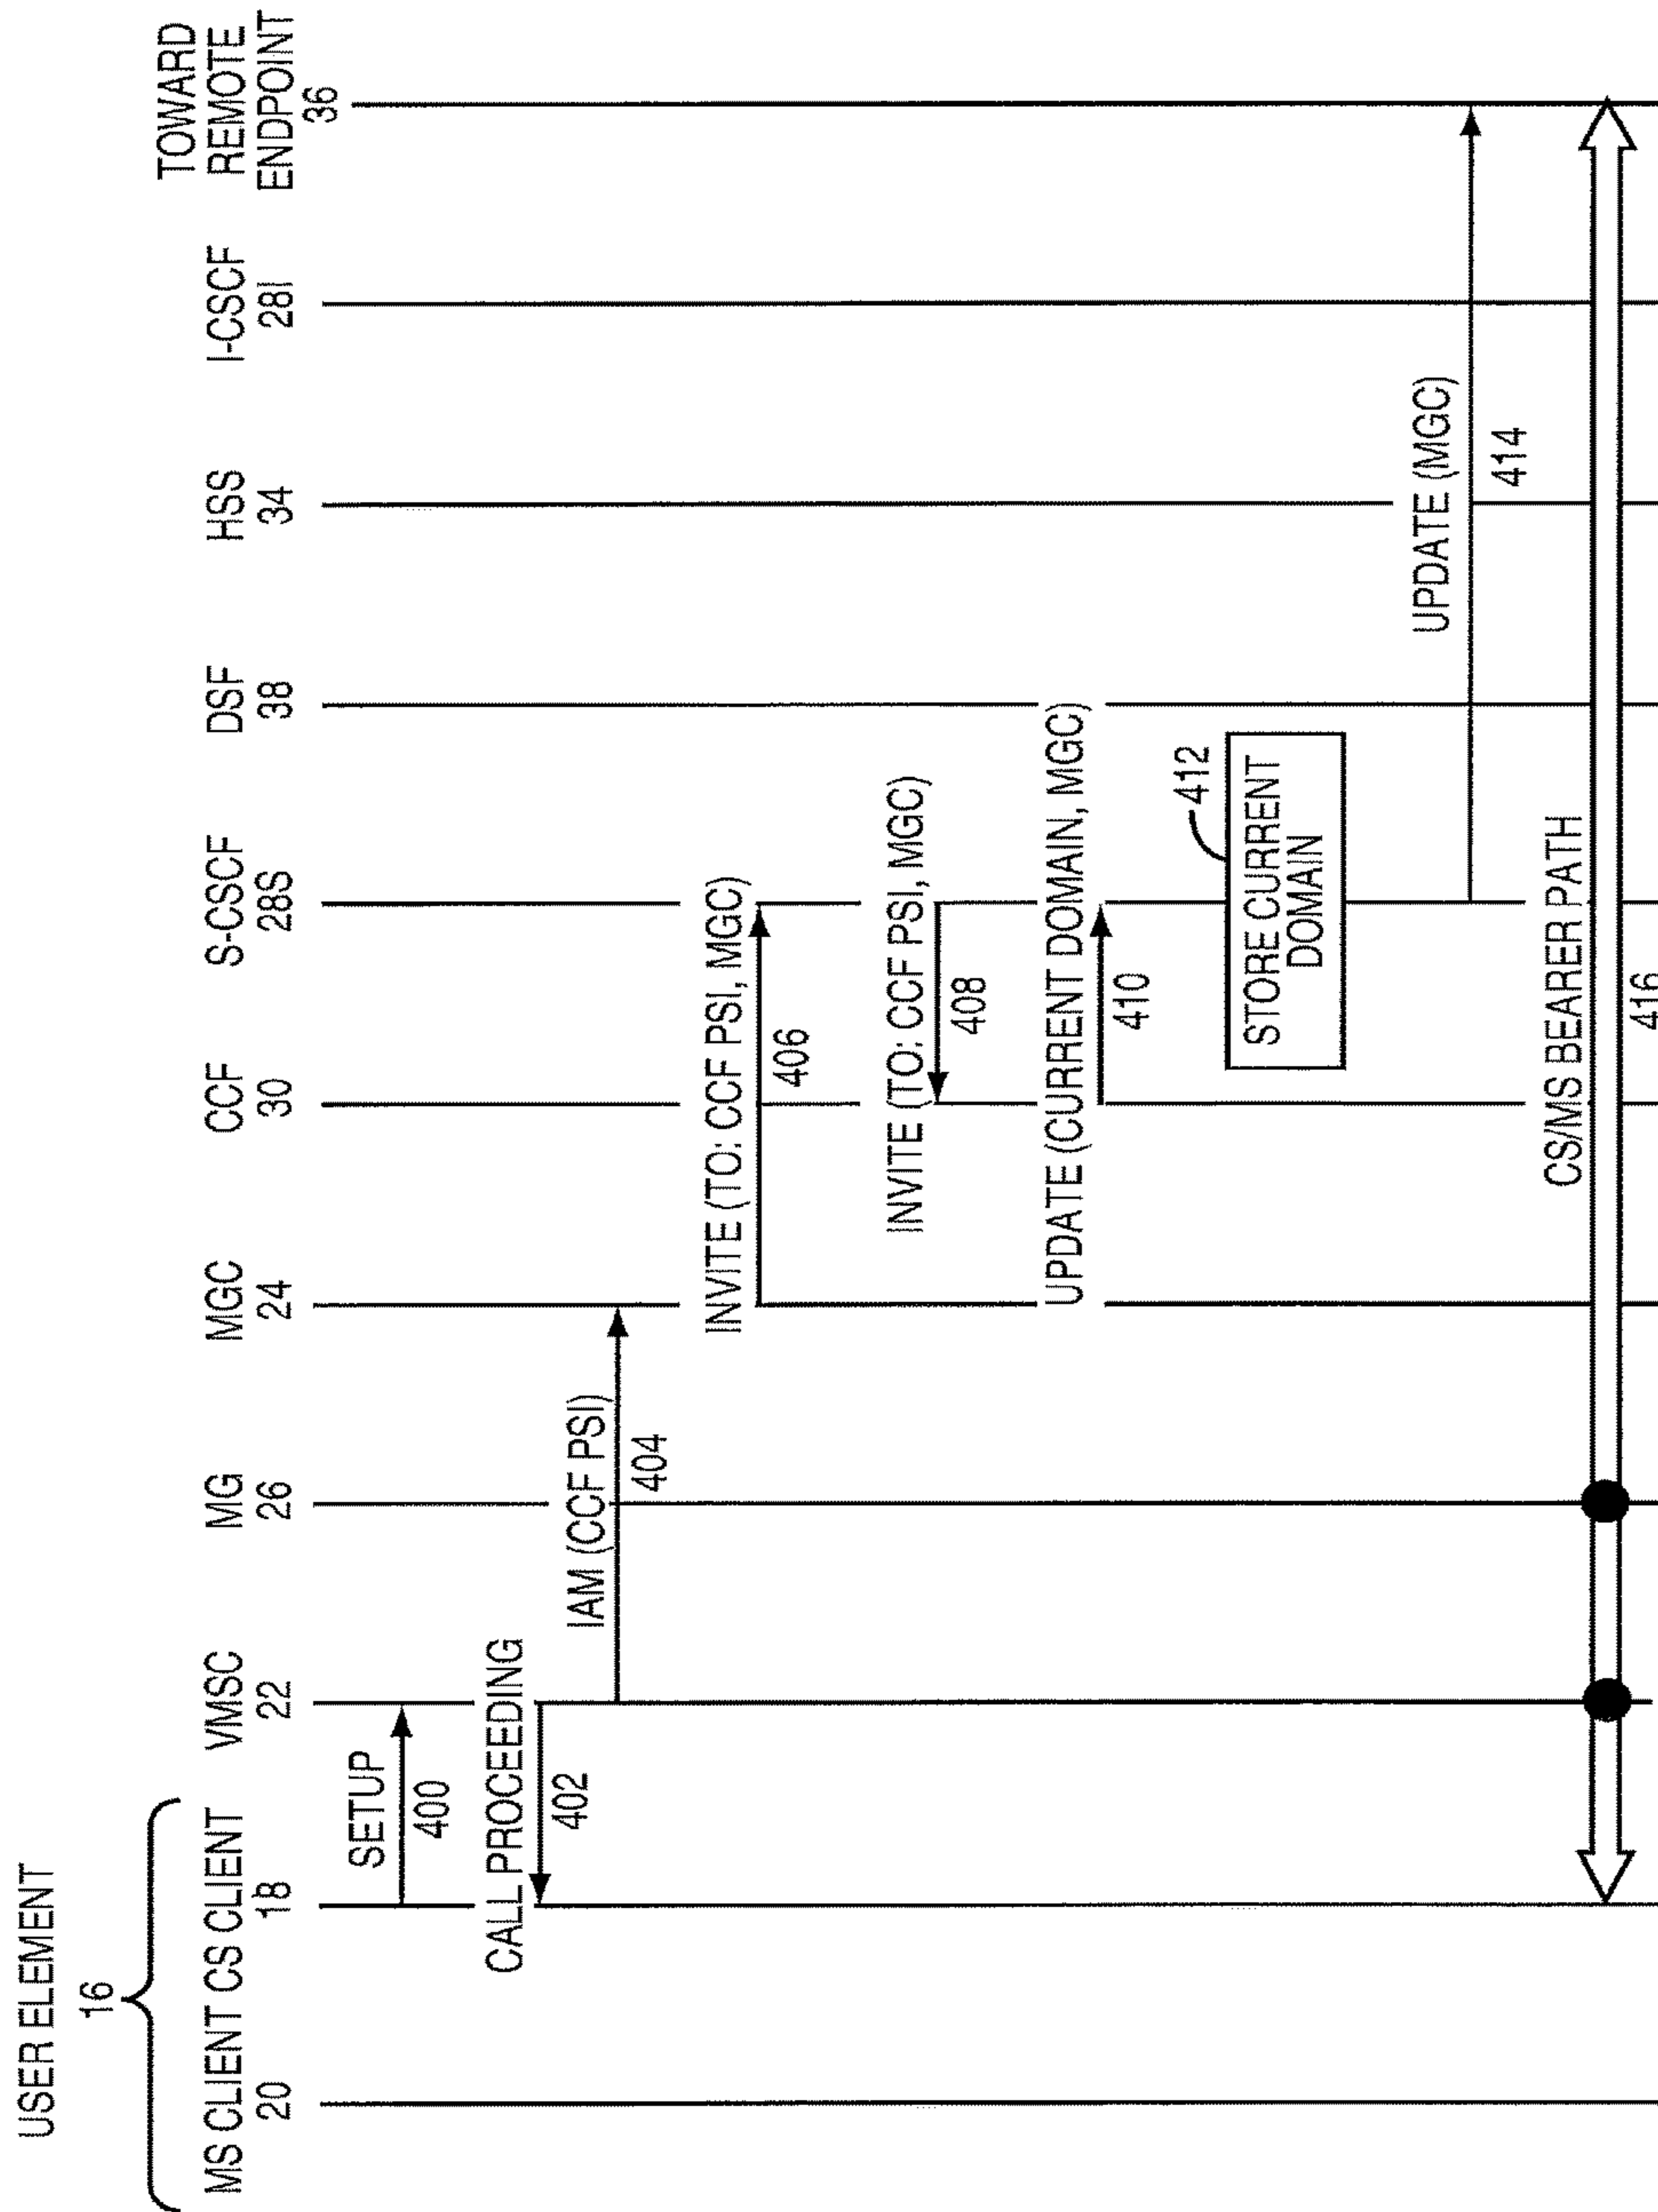 USER ELEMENT
16
MS CLIENT
20
CS CLIENT
18
VMSC
22
MG
26
MGC
24
CCF
30
S-CSCF
28S
DSF
38
HSS
34
I-CSCF
28I
TOWARD
REMOTE
ENDPOINT
36
SETUP
400
CALL PROCEEDING
402
IAM (CCF PSI)
404
INVITE (TO: CCF PSI, MGC)
406
INVITE (TO: CCF PSI, MGC)
408
UPDATE (CURRENT DOMAIN, MGC)
410
412
STORE CURRENT
DOMAIN
UPDATE (MGC)
414
CS/MS BEARER PATH
416